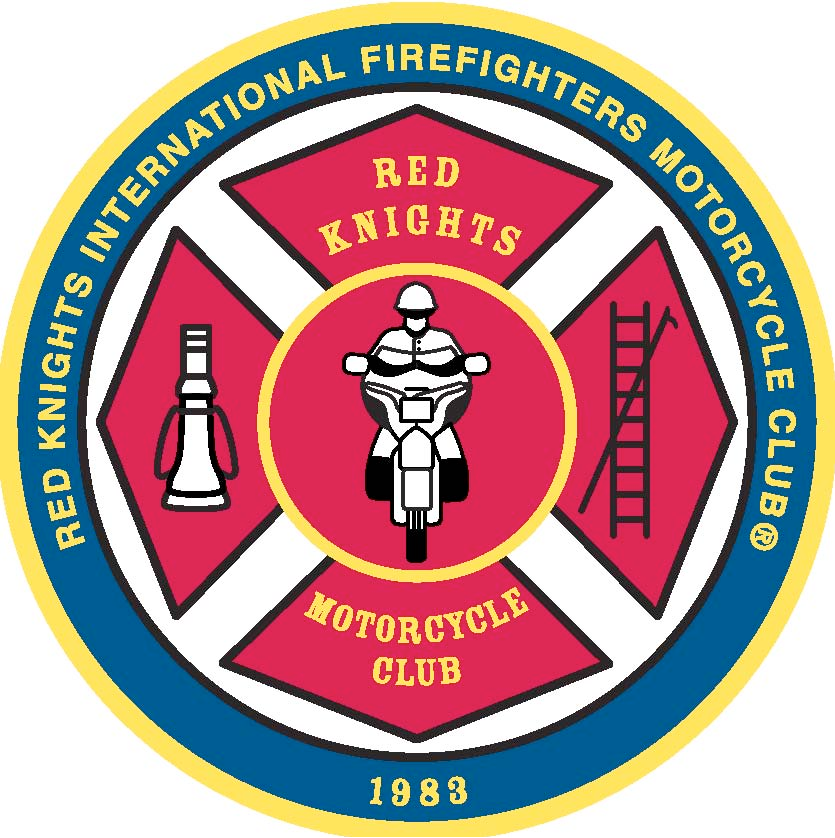 RED KNIGHTS INTERNATIONAL FIREFIGHTERS MOTORCYCLE CLUB®
RED
KNIGHTS
MOTORCYCLE
CLUB
1983